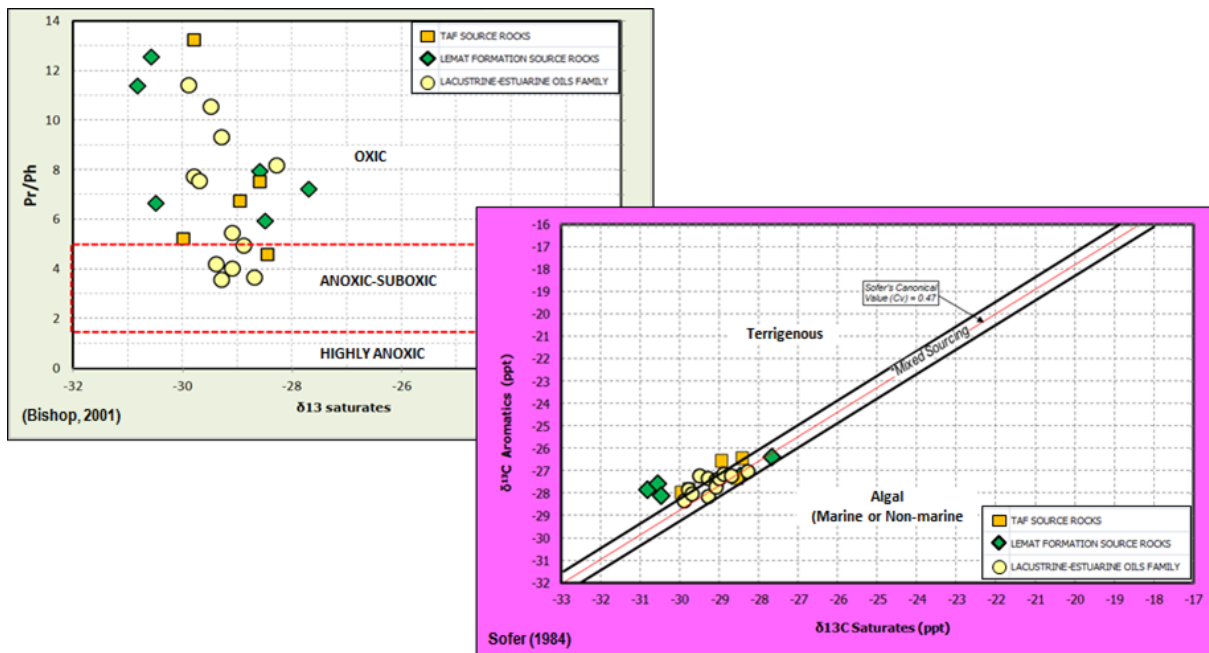 14
12
10
8
6
4
2
0
Pr/Ph
TAF SOURCE ROCKS
LEMAT FORMATION SOURCE ROCKS
LACUSTRINE-ESTUARINE OILS FAMILY
OXIC
ANOXIC-SUBOXIC
HIGHLY ANOXIC
-32
-30
-28
-26
δ13 saturates
(Bishop, 2001)
-16
-17
-18
-19
-20
-21
-22
-23
-24
-25
-26
-27
-28
-29
-30
-31
-32
δ¹³C Aromatics (ppt)
Sofer's Canonical
Value (Cv) = 0.47
Terrigenous
"Mixed Sourcing
Algal
(Marine or Non-marine
TAF SOURCE ROCKS
LEMAT FORMATION SOURCE ROCKS
LACUSTRINE-ESTUARINE OILS FAMILY
-33
-32
-31
-30
-29
-28
-27
-26
-25
-24
-23
-22
-21
-20
-19
-18
-17
δ13C Saturates (ppt)
Sofer (1984)